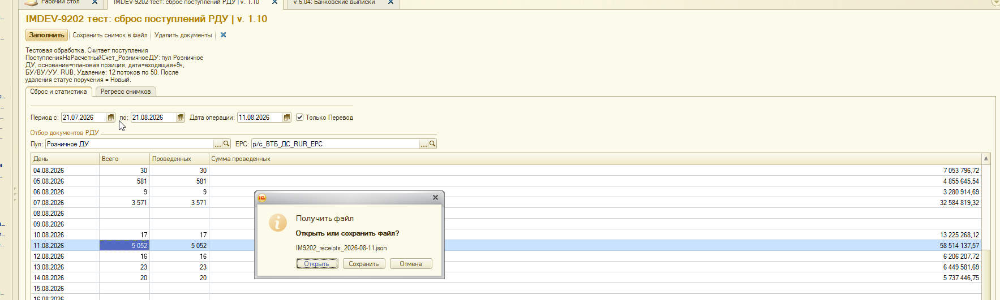 Рабочий стол
IMDEV-9202 тест: сброс поступлений РДУ | v. 1.10
v.6.04: Банковские выписки
IMDEV-9202 тест: сброс поступлений РДУ | v. 1.10
Заполнить Сохранить снимок в файл Удалить документы
Тестовая обработка. Считает поступления
ПоступленияНаРасчетныйСчет_РозничноеДУ: пул Розничное
ДУ, основание=плановая позиция, дата=входящая+9ч,
БУ/ВУ/УУ, RUB. Удаление: 12 потоков по 50. После
удаления статус поручения = Новый.
Сброс и статистика Регресс снимков
Период с: 21.07.2026 по: 21.08.2026 Дата операции: 11.08.2026 Только Перевод
Отбор документов РДУ
Пул: Розничное ДУ ... ЕРС: р/с_ВТБ_ДС_RUR_ЕРС ...
День Всего Проведенных Сумма проведенных
04.08.2026 30 30 7 053 796,72
05.08.2026 581 581 4 855 645,54
06.08.2026 9 9 3 280 914,69
07.08.2026 3 571 3 571 32 584 819,32
08.08.2026
09.08.2026
10.08.2026 17 17 13 225 268,12
11.08.2026 5 052 5 052 58 514 137,57
12.08.2026 16 16 6 206 207,72
13.08.2026 23 23 6 449 581,69
14.08.2026 20 20 5 737 446,75
15.08.2026
16.08.2026
Получить файл
Открыть или сохранить файл?
IM9202_receipts_2026-08-11.json
Открыть Сохранить Отмена